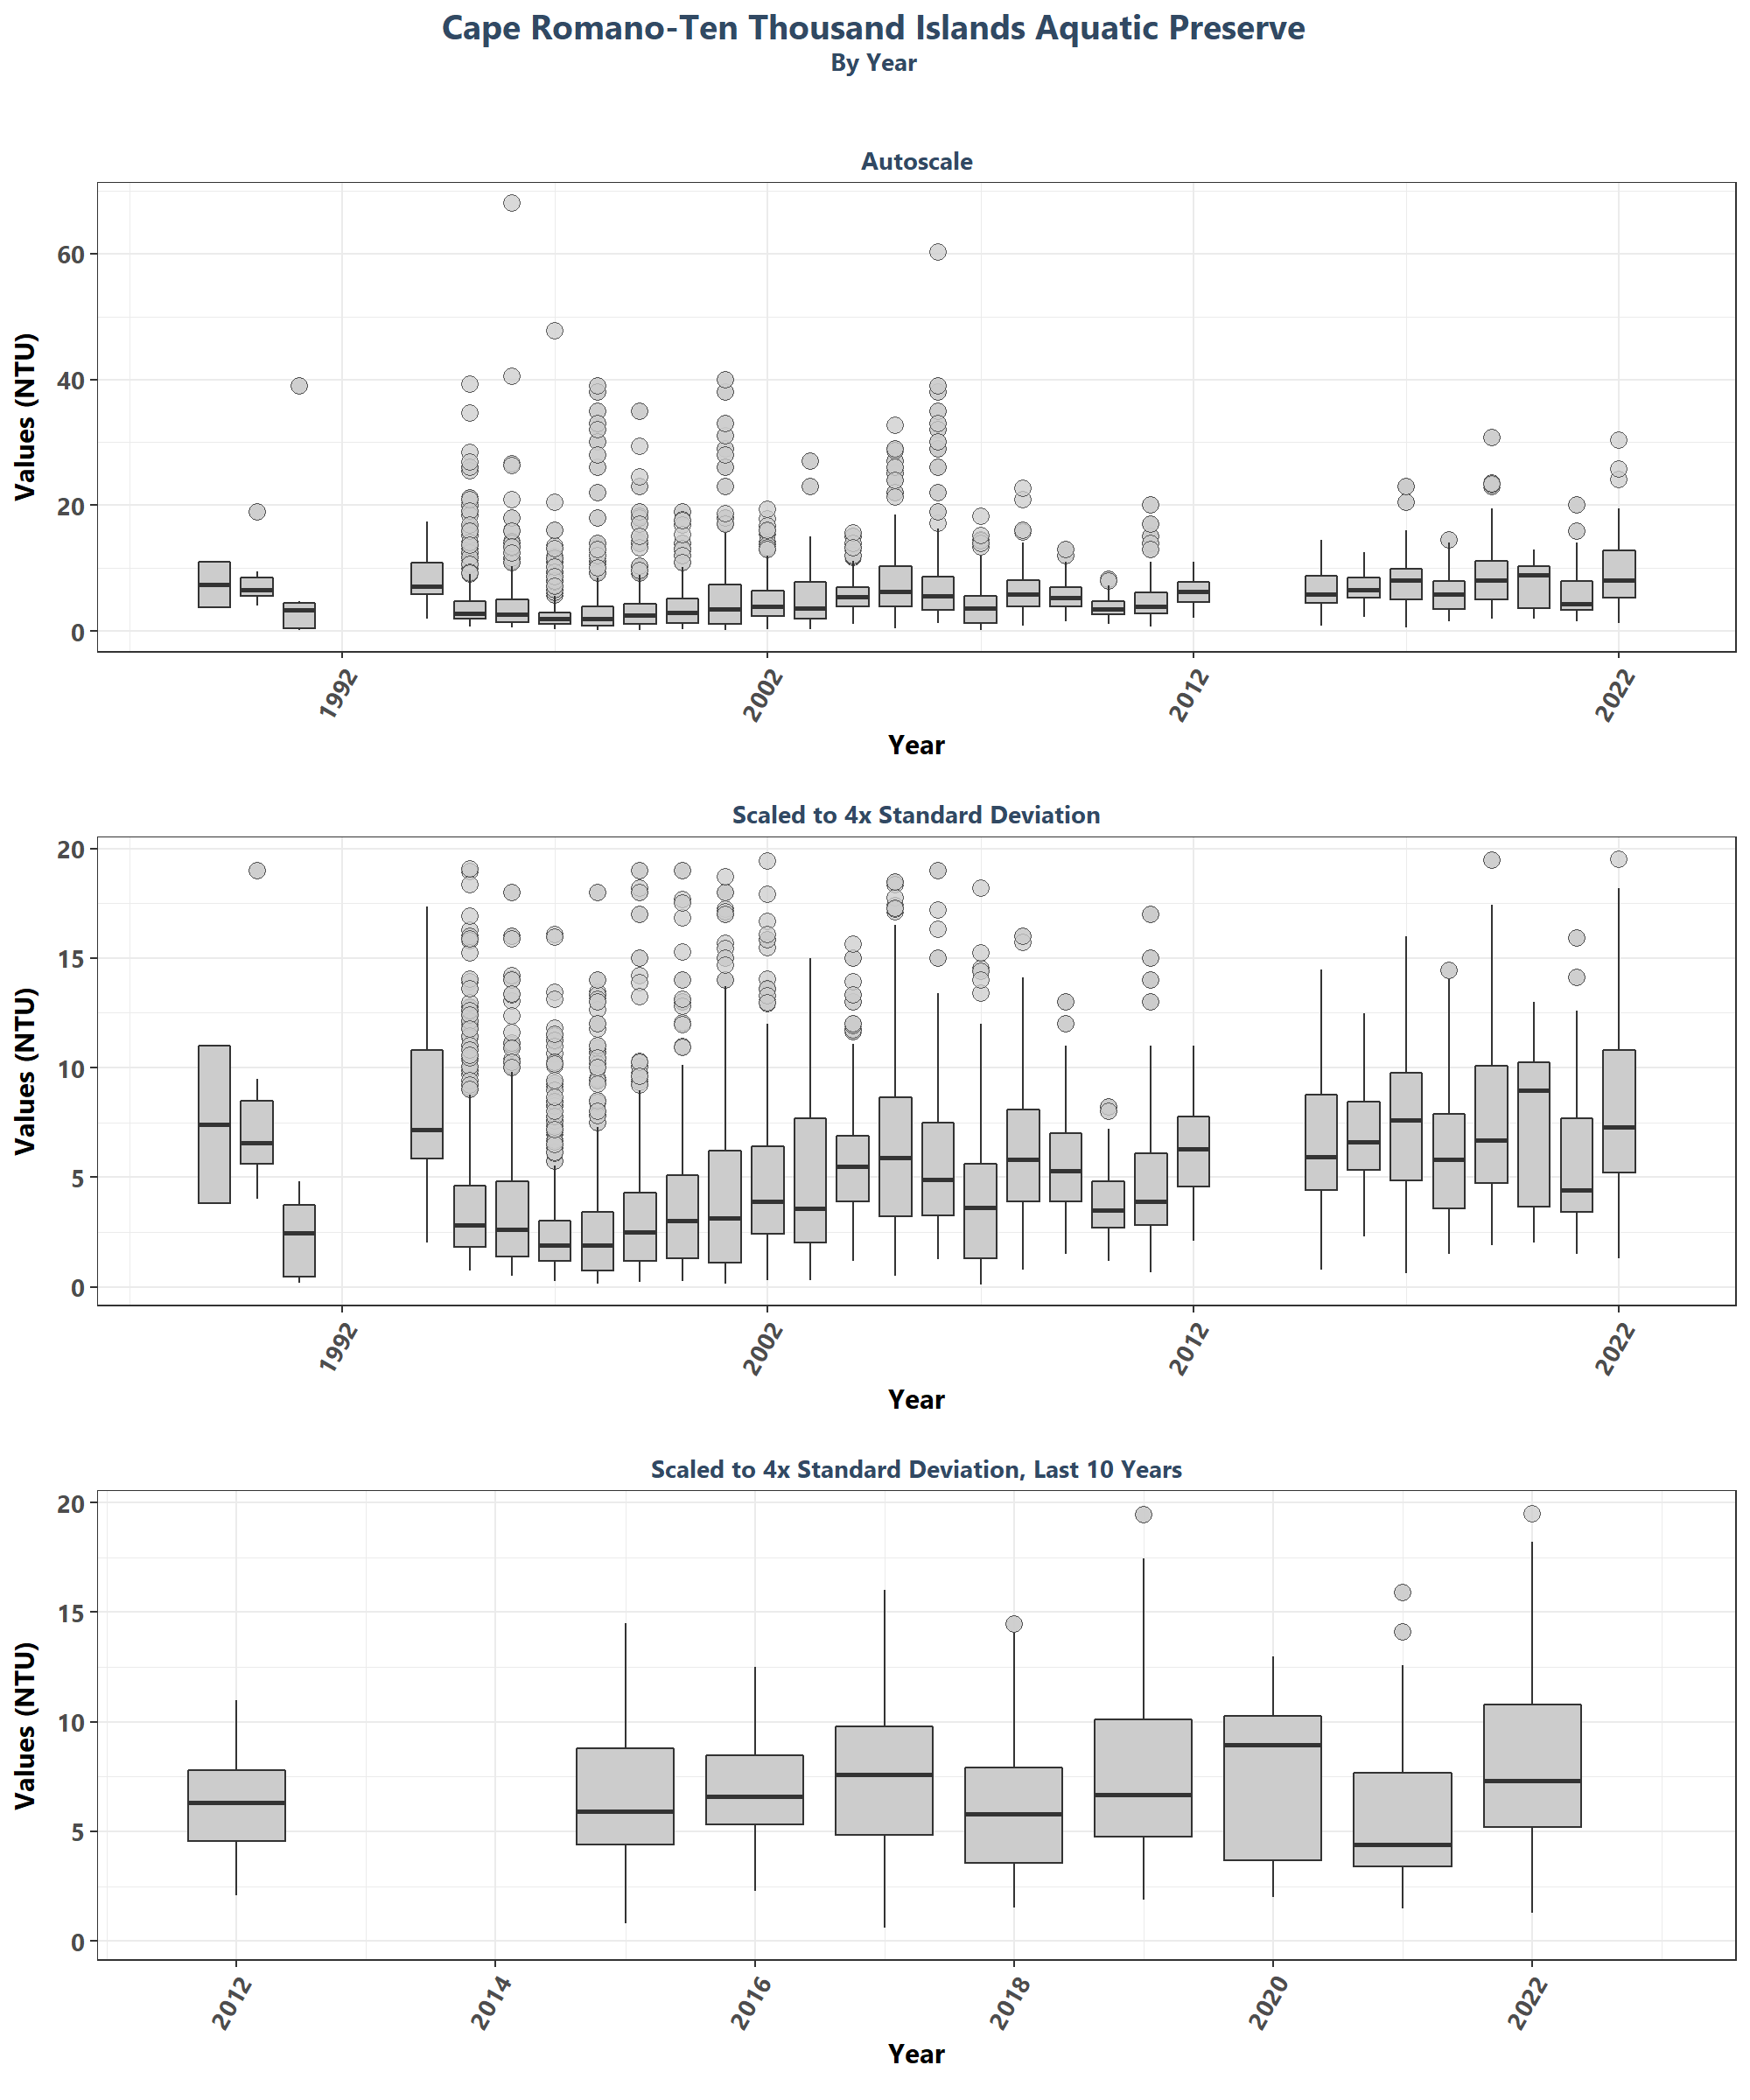 Cape Romano-Ten Thousand Islands Aquatic Preserve
By Year
Autoscale
Values (NTU)
60
40
20
0
1992
2002
2012
2022
Year
Scaled to 4x Standard Deviation
Values (NTU)
20
15
10
5
0
1992
2002
2012
2022
Year
Scaled to 4x Standard Deviation, Last 10 Years
Values (NTU)
20
15
10
5
0
2012
2014
2016
2018
2020
2022
Year